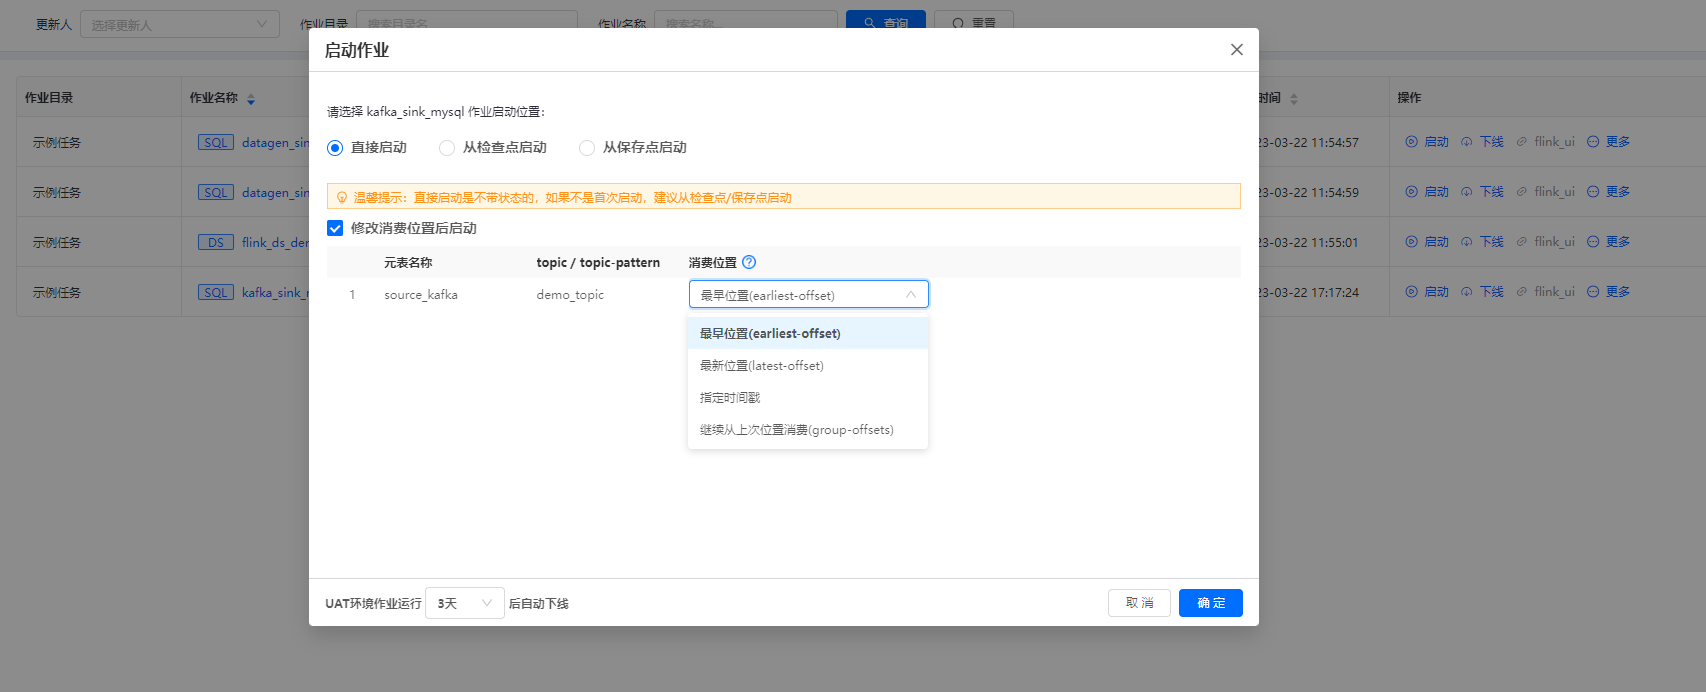 更新人 选择更新人 作业目录 搜索目录名 作业名称 搜索名称... 查询 重置
启动作业
作业目录 作业名称 时间 操作
请选择 kafka_sink_mysql 作业启动位置：
示例任务 SQL datagen_sin 23-03-22 11:54:57 启动 下线 flink_ui 更多
直接启动 从检查点启动 从保存点启动
示例任务 SQL datagen_sin 23-03-22 11:54:59 启动 下线 flink_ui 更多
温馨提示：直接启动是不带状态的，如果不是首次启动，建议从检查点/保存点启动
修改消费位置后启动
示例任务 DS flink_ds_der 23-03-22 11:55:01 启动 下线 flink_ui 更多
元表名称 topic / topic-pattern 消费位置
示例任务 SQL kafka_sink_r 23-03-22 17:17:24 启动 下线 flink_ui 更多
1 source_kafka demo_topic 最早位置(earliest-offset)
最早位置(earliest-offset)
最新位置(latest-offset)
指定时间戳
继续从上次位置消费(group-offsets)
UAT环境作业运行 3天 后自动下线 取 消 确 定